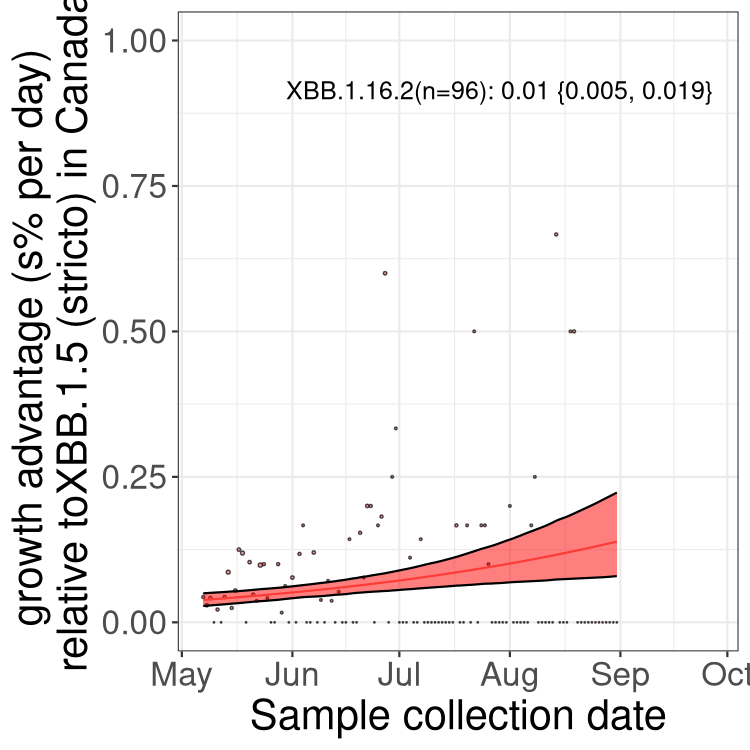 growth advantage (s% per day)
relative toXBB.1.5 (stricto) in Canada
1.00
0.75
0.50
0.25
0.00
XBB.1.16.2(n=96): 0.01 {0.005, 0.019}
May Jun Jul Aug Sep Oct
Sample collection date